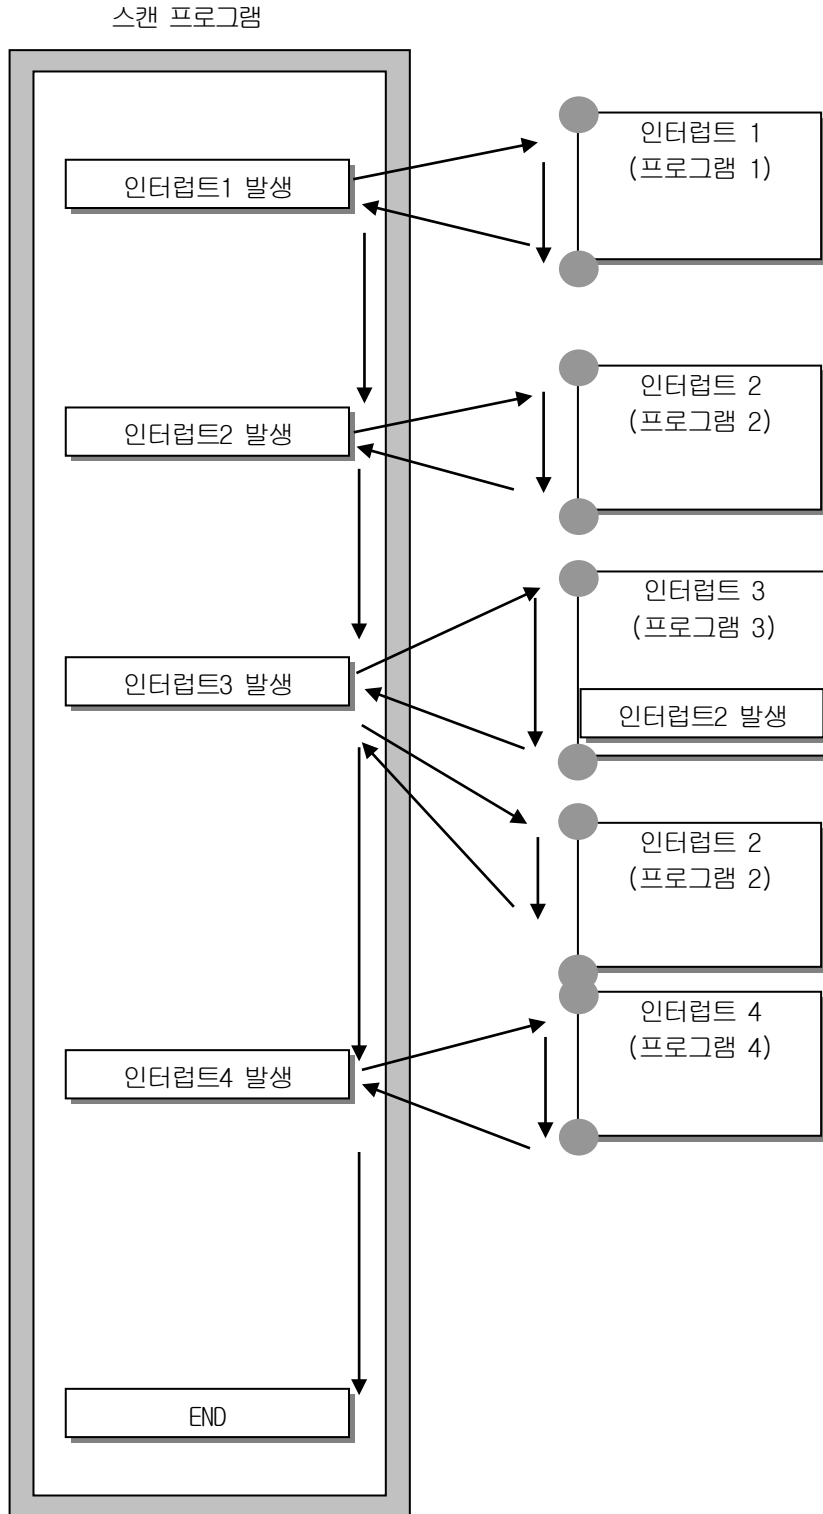 스캔 프로그램
인터럽트1 발생
인터럽트 1
(프로그램 1)
인터럽트2 발생
인터럽트 2
(프로그램 2)
인터럽트3 발생
인터럽트 3
(프로그램 3)
인터럽트2 발생
인터럽트 2
(프로그램 2)
인터럽트4 발생
인터럽트 4
(프로그램 4)
END